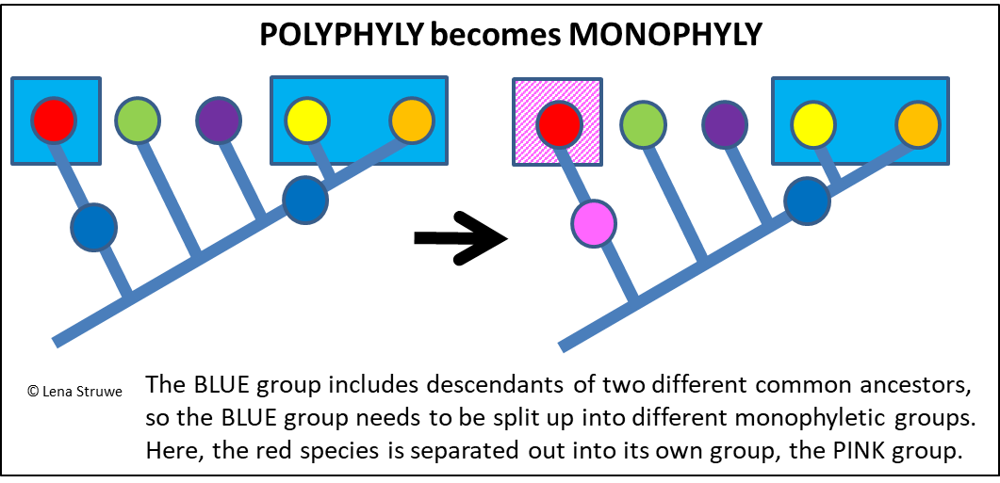 POLYPHYLY becomes MONOPHYLY
© Lena Struwe
The BLUE group includes descendants of two different common ancestors,
so the BLUE group needs to be split up into different monophyletic groups.
Here, the red species is separated out into its own group, the PINK group.